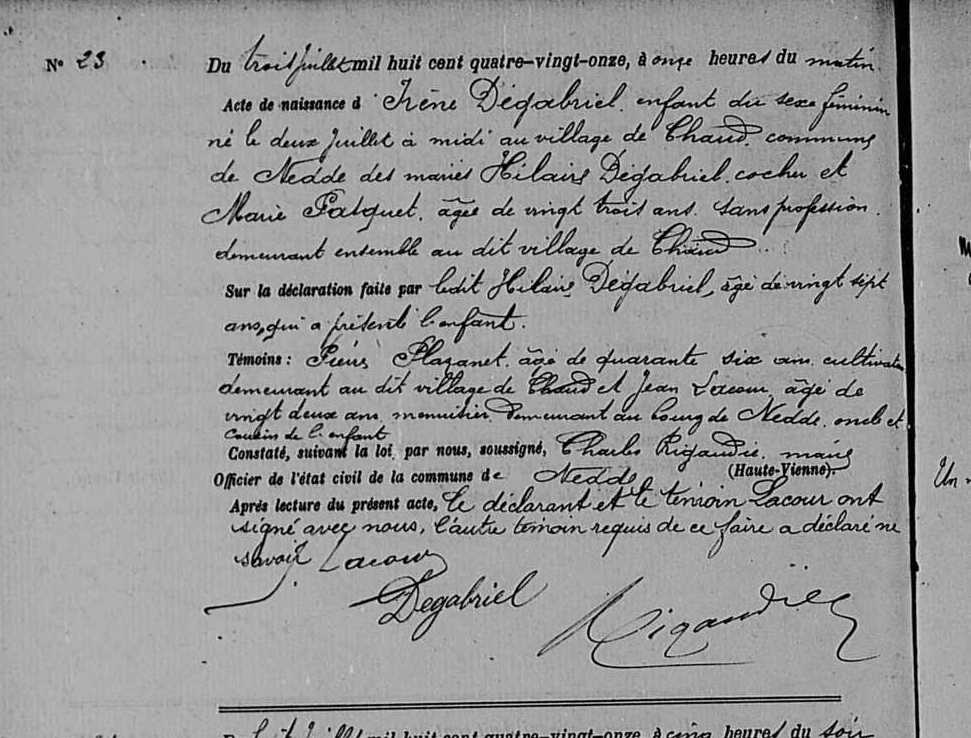 N° 23
Du trois juillet mil huit cent quatre-vingt-onze, à onze heures du matin
Acte de naissance d Irène Dégabriel, enfant du sexe féminin
né le deux juillet à midi au village de Chaud, commune
de Nedde des mariés Hilaire Dégabriel, cocher et
Marie Pasquet, âgée de vingt trois ans, sans profession,
demeurant ensemble au dit village de Chaud
Sur la déclaration faite par ledit Hilaire Dégabriel, âgé de vingt sept
ans, qui a présenté l'enfant.
Témoins : Pierre Plazanet, âgé de quarante six ans, cultivateur
demeurant au dit village de Chaud et Jean Lacour, âgé de
vingt deux ans, menuisier, demeurant au bourg de Nedde, oncle et
cousin de l'enfant
Constaté, suivant la loi, par nous, soussigné, Charles Rigaudie, maire
Officier de l'état civil de la commune de Nedde (Haute-Vienne).
Après lecture du présent acte, le déclarant et le témoin Lacour ont
signé avec nous, l'autre témoin requis de ce faire a déclaré ne
savoir Lacour
Degabriel
Rigaudie
Un
huit juillet mil huit cent quatre-vingt-onze, à cinq heures du soir